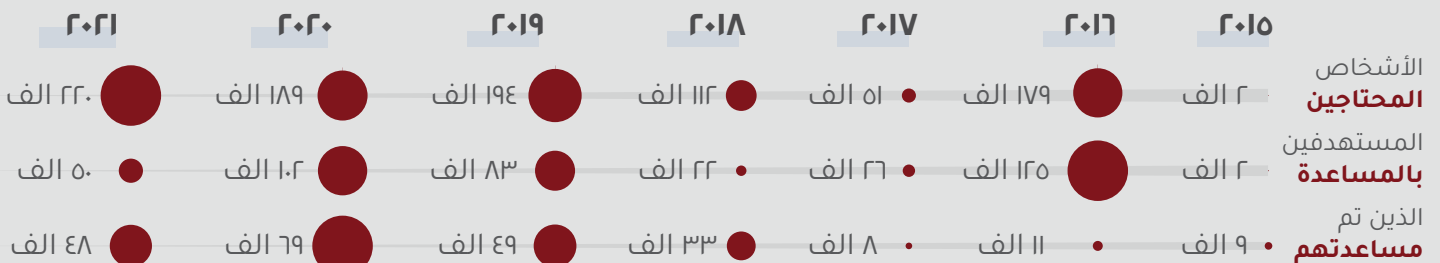 ٢٠١٥ ٢٠١٦ ٢٠١٧ ٢٠١٨ ٢٠١٩ ٢٠٢٠ ٢٠٢١
الأشخاص
المحتاجين ٢ الف ١٧٩ الف ٥١ الف ١١٢ الف ١٩٤ الف ١٨٩ الف ٢٢٠ الف
المستهدفين
بالمساعدة ٢ الف ١٢٥ الف ٢٦ الف ٢٢ الف ٨٣ الف ١٠٢ الف ٥٠ الف
الذين تم
مساعدتهم ٩ الف ١١ الف ٨ الف ٣٣ الف ٤٩ الف ٦٩ الف ٤٨ الف